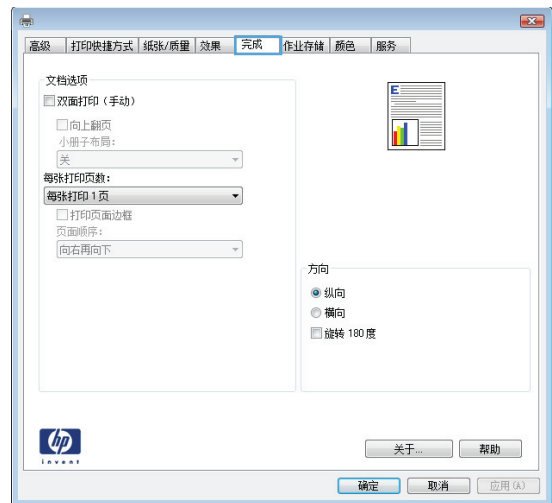 高级 打印快捷方式 纸张/质量 效果 完成 作业存储 颜色 服务
文档选项
双面打印（手动）
向上翻页
小册子布局：
关
每张打印页数：
每张打印 1 页
打印页面边框
页面顺序：
向右再向下
E
方向
纵向
横向
旋转 180 度
hp
invent
关于... 帮助
确定 取消 应用(A)